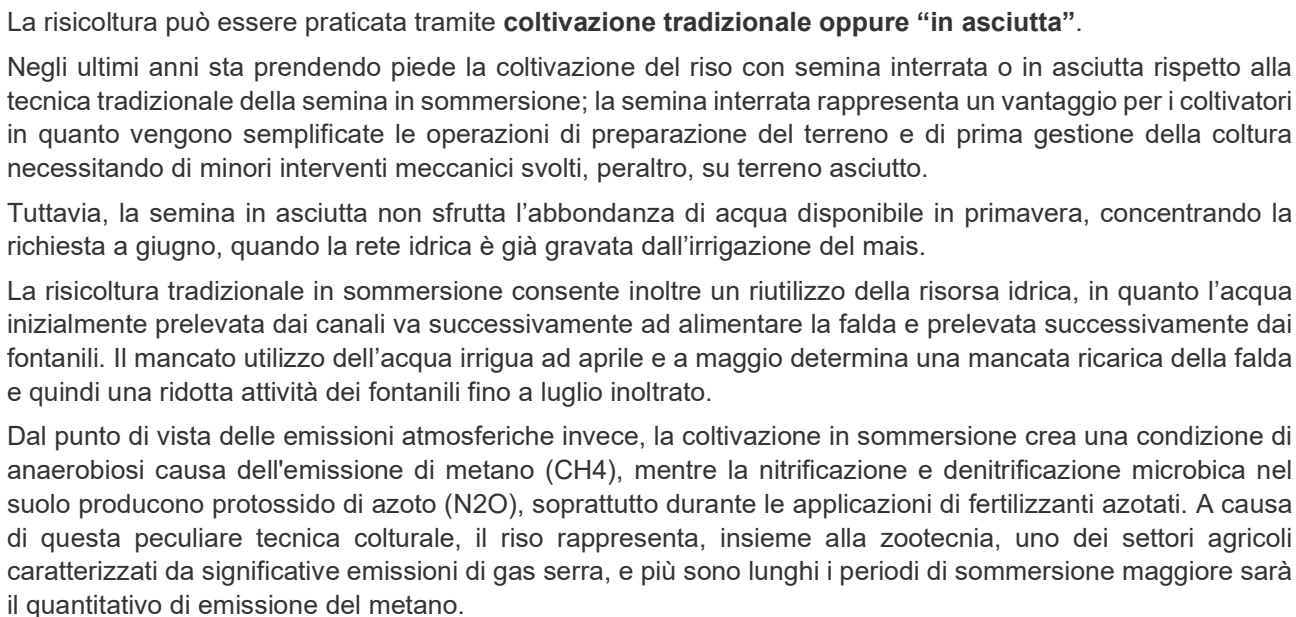 La risicoltura può essere praticata tramite coltivazione tradizionale oppure “in asciutta”.
Negli ultimi anni sta prendendo piede la coltivazione del riso con semina interrata o in asciutta rispetto alla
tecnica tradizionale della semina in sommersione; la semina interrata rappresenta un vantaggio per i coltivatori
in quanto vengono semplificate le operazioni di preparazione del terreno e di prima gestione della coltura
necessitando di minori interventi meccanici svolti, peraltro, su terreno asciutto.
Tuttavia, la semina in asciutta non sfrutta l’abbondanza di acqua disponibile in primavera, concentrando la
richiesta a giugno, quando la rete idrica è già gravata dall’irrigazione del mais.
La risicoltura tradizionale in sommersione consente inoltre un riutilizzo della risorsa idrica, in quanto l’acqua
inizialmente prelevata dai canali va successivamente ad alimentare la falda e prelevata successivamente dai
fontanili. Il mancato utilizzo dell’acqua irrigua ad aprile e a maggio determina una mancata ricarica della falda
e quindi una ridotta attività dei fontanili fino a luglio inoltrato.
Dal punto di vista delle emissioni atmosferiche invece, la coltivazione in sommersione crea una condizione di
anaerobiosi causa dell'emissione di metano (CH4), mentre la nitrificazione e denitrificazione microbica nel
suolo producono protossido di azoto (N2O), soprattutto durante le applicazioni di fertilizzanti azotati. A causa
di questa peculiare tecnica colturale, il riso rappresenta, insieme alla zootecnia, uno dei settori agricoli
caratterizzati da significative emissioni di gas serra, e più sono lunghi i periodi di sommersione maggiore sarà
il quantitativo di emissione del metano.